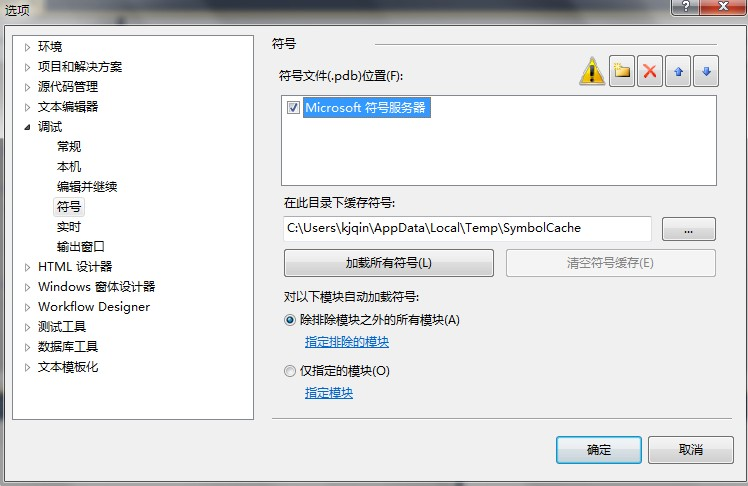 选项
环境
项目和解决方案
源代码管理
文本编辑器
调试
常规
本机
编辑并继续
符号
实时
输出窗口
HTML 设计器
Windows 窗体设计器
Workflow Designer
测试工具
数据库工具
文本模板化
符号
符号文件(.pdb)位置(F):
Microsoft 符号服务器
在此目录下缓存符号:
C:\Users\kjqin\AppData\Local\Temp\SymbolCache
...
加载所有符号(L)
清空符号缓存(E)
对以下模块自动加载符号:
除排除模块之外的所有模块(A)
指定排除的模块
仅指定的模块(O)
指定模块
确定
取消